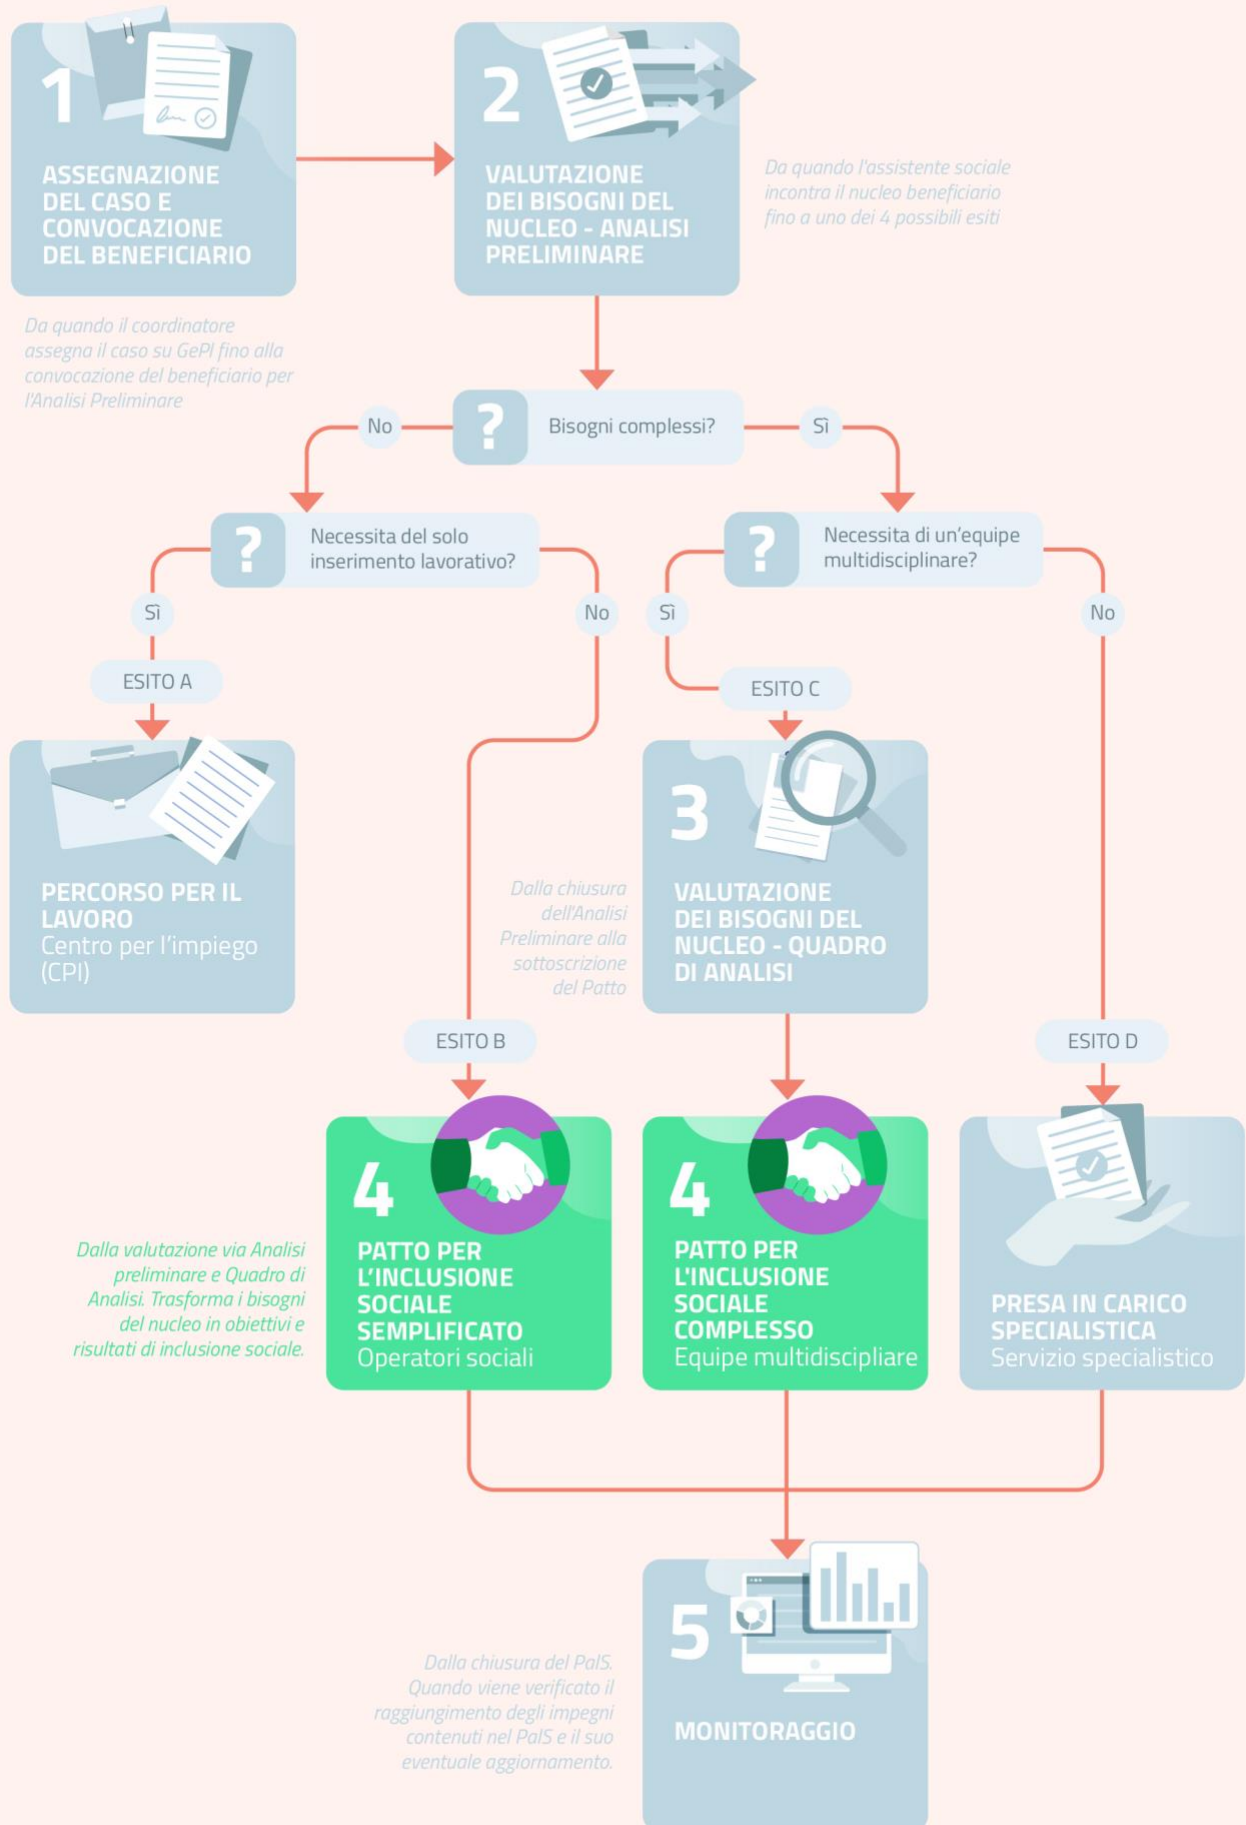 1
ASSEGNAZIONE
DEL CASO E
CONVOCAZIONE
DEL BENEFICIARIO
Da quando il coordinatore
assegna il caso su GePI fino alla
convocazione del beneficiario per
l'Analisi Preliminare
2
VALUTAZIONE
DEI BISOGNI DEL
NUCLEO - ANALISI
PRELIMINARE
Da quando l'assistente sociale
incontra il nucleo beneficiario
fino a uno dei 4 possibili esiti
?
Bisogni complessi?
No
Sì
?
Necessita del solo
inserimento lavorativo?
Sì
No
?
Necessita di un'equipe
multidisciplinare?
Sì
No
ESITO A
PERCORSO PER IL
LAVORO
Centro per l'impiego
(CPI)
ESITO C
3
VALUTAZIONE
DEI BISOGNI DEL
NUCLEO - QUADRO
DI ANALISI
Dalla chiusura
dell'Analisi
Preliminare alla
sottoscrizione
del Patto
ESITO B
ESITO D
Dalla valutazione via Analisi
preliminare e Quadro di
Analisi. Trasforma i bisogni
del nucleo in obiettivi e
risultati di inclusione sociale.
4
PATTO PER
L'INCLUSIONE
SOCIALE
SEMPLIFICATO
Operatori sociali
4
PATTO PER
L'INCLUSIONE
SOCIALE
COMPLESSO
Equipe multidiscipliare
PRESA IN CARICO
SPECIALISTICA
Servizio specialistico
Dalla chiusura del PaIS.
Quando viene verificato il
raggiungimento degli impegni
contenuti nel PaIS e il suo
eventuale aggiornamento.
5
MONITORAGGIO